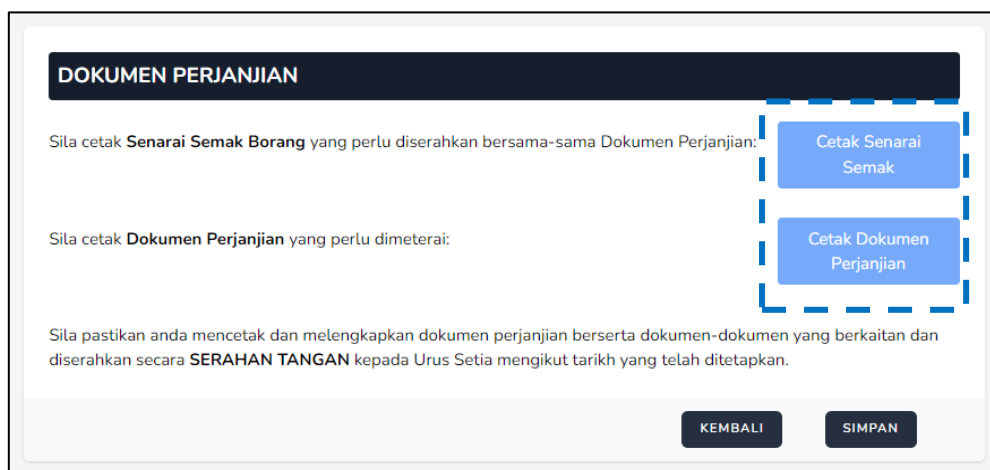 DOKUMEN PERJANJIAN
Sila cetak Senarai Semak Borang yang perlu diserahkan bersama-sama Dokumen Perjanjian:
Cetak Senarai
Semak
Sila cetak Dokumen Perjanjian yang perlu dimeterai:
Cetak Dokumen
Perjanjian
Sila pastikan anda mencetak dan melengkapkan dokumen perjanjian berserta dokumen-dokumen yang berkaitan dan
diserahkan secara SERAHAN TANGAN kepada Urus Setia mengikut tarikh yang telah ditetapkan.
KEMBALI
SIMPAN